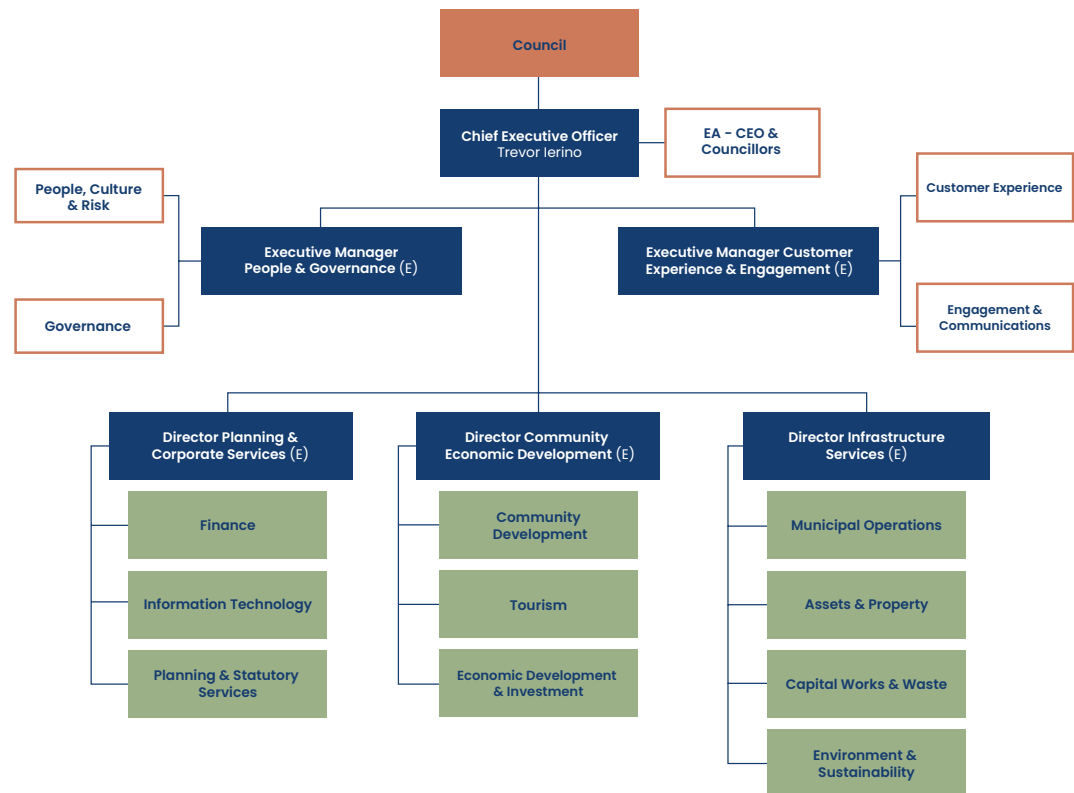 Council
Chief Executive Officer
Trevor Ierino
EA - CEO &
Councillors
People, Culture
& Risk
Customer Experience
Executive Manager
People & Governance (E)
Executive Manager Customer
Experience & Engagement (E)
Governance
Engagement &
Communications
Director Planning &
Corporate Services (E)
Director Community
Economic Development (E)
Director Infrastructure
Services (E)
Finance
Community
Development
Municipal Operations
Information Technology
Tourism
Assets & Property
Planning & Statutory
Services
Economic Development
& Investment
Capital Works & Waste
Environment &
Sustainability